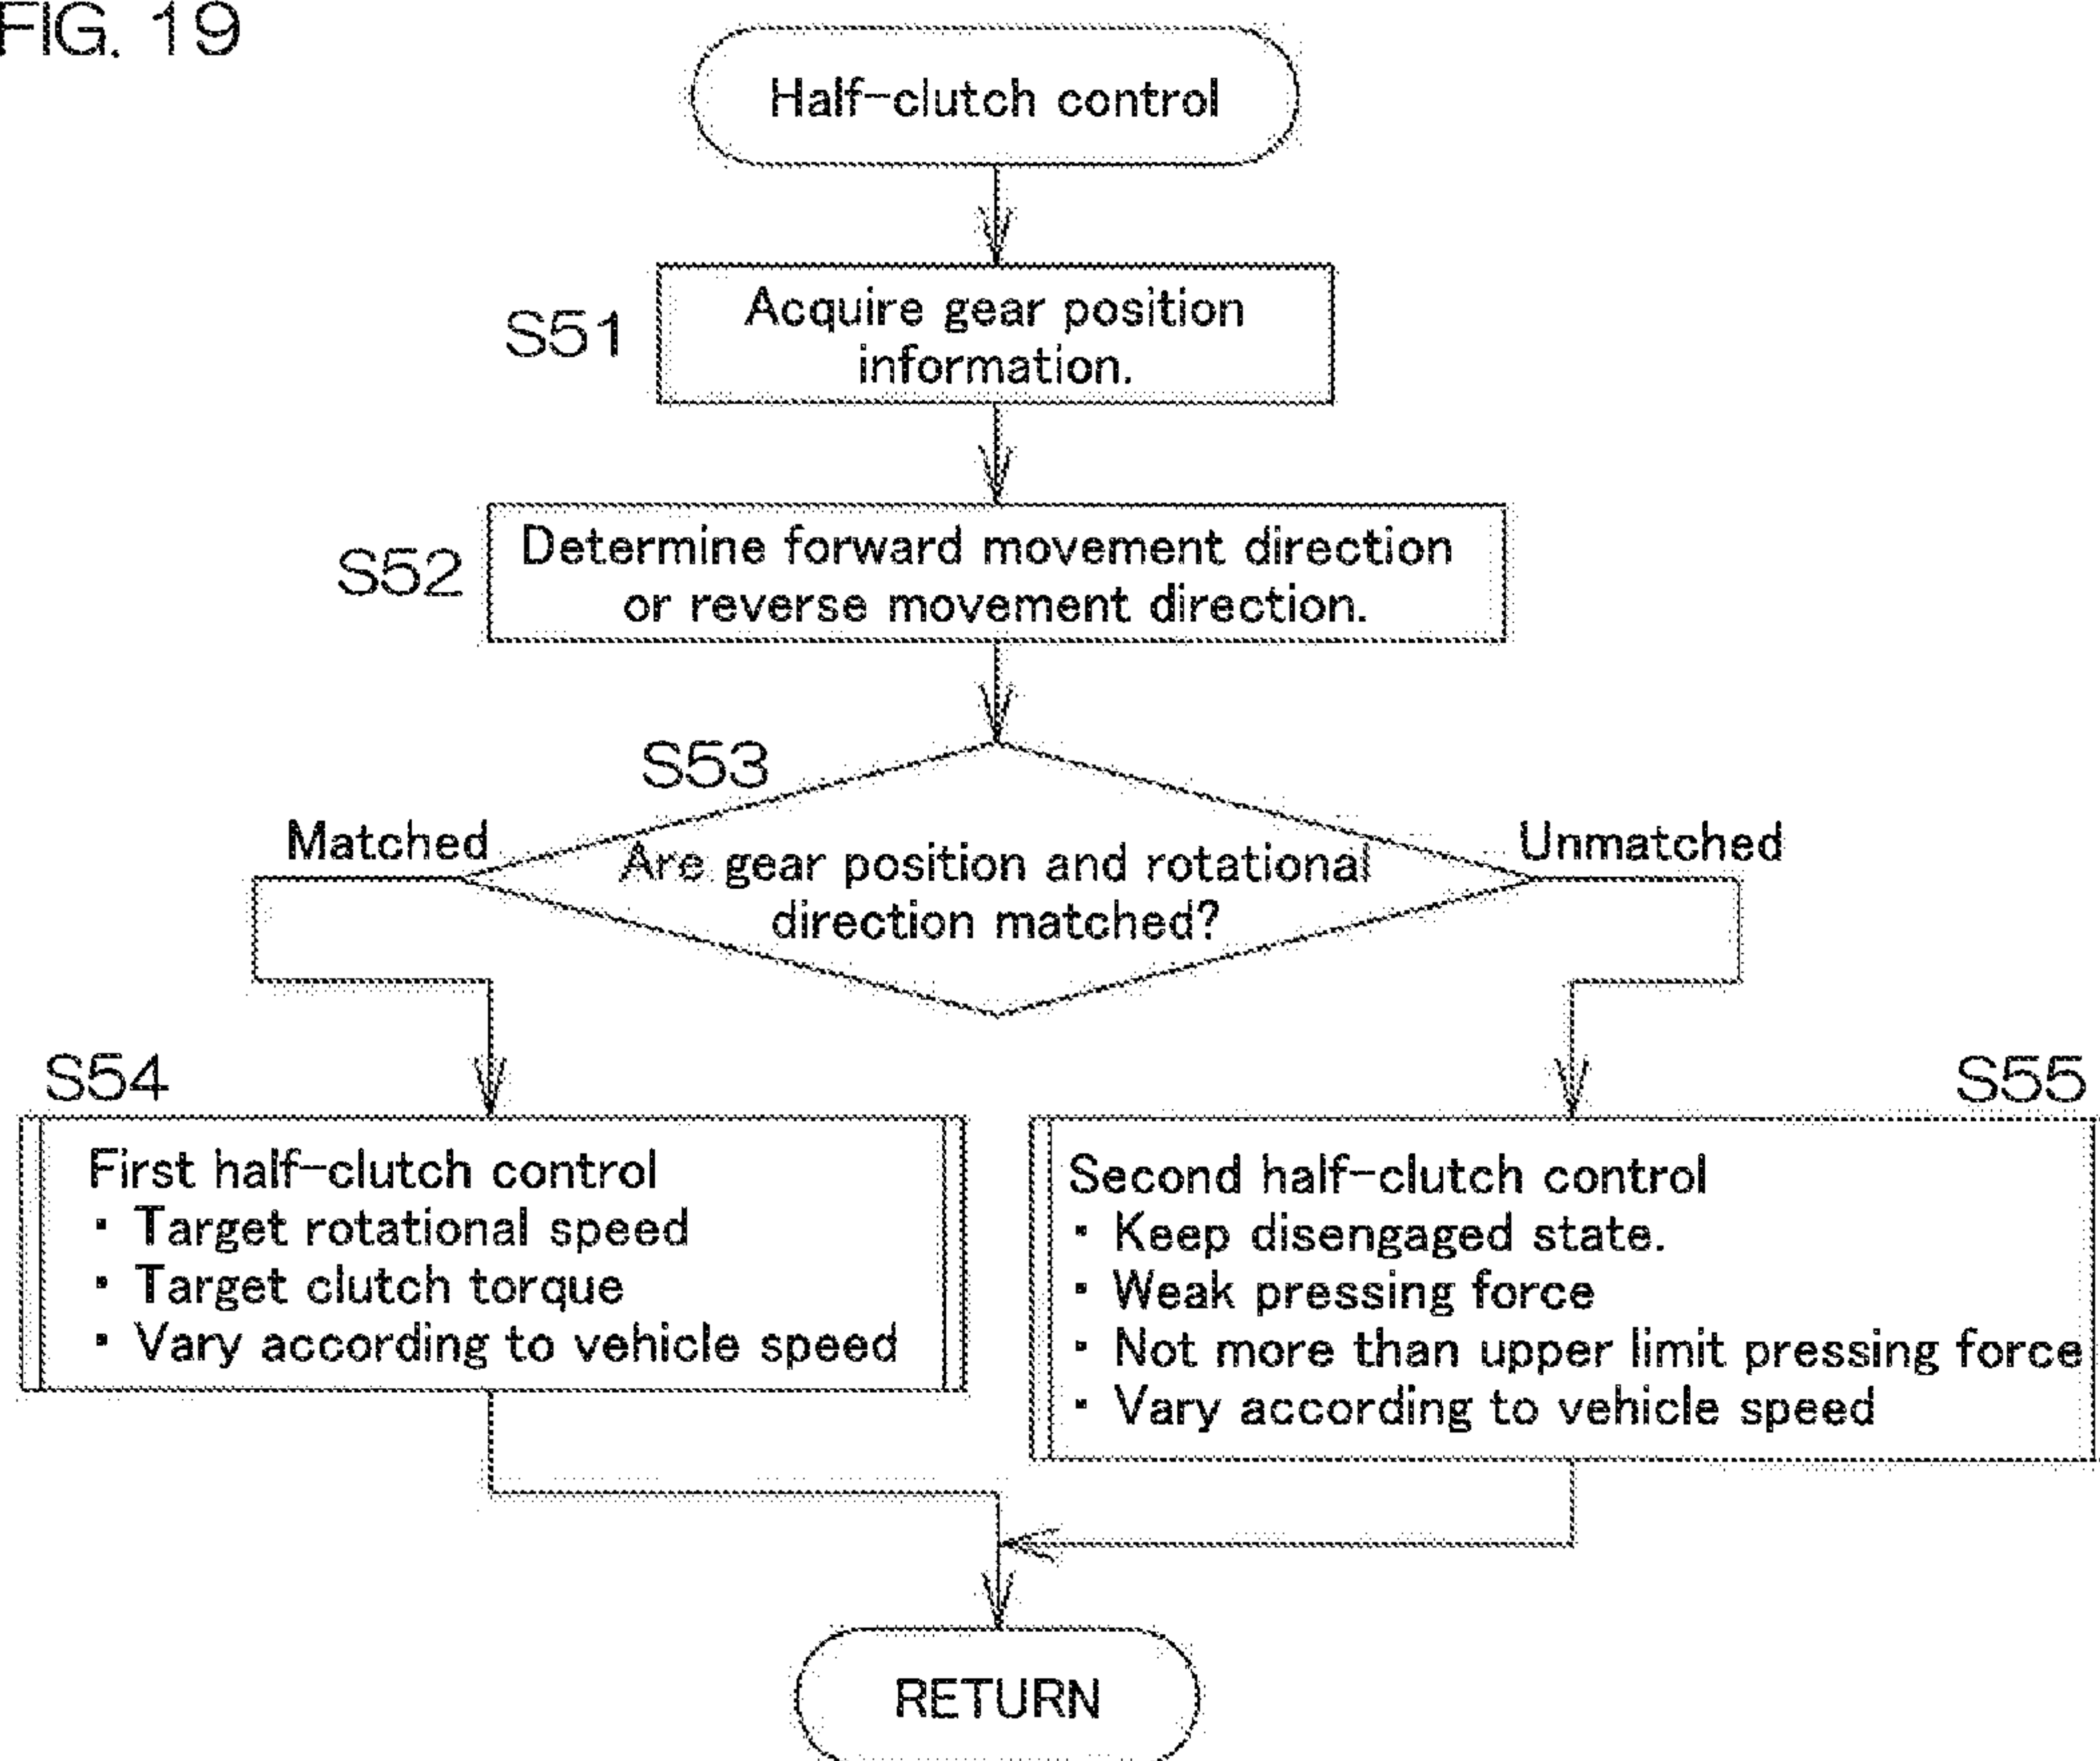 FIG. 19
Half-clutch control
S51
Acquire gear position
information.
S52
Determine forward movement direction
or reverse movement direction.
S53
Matched
Are gear position and rotational
direction matched?
Unmatched
S54
First half-clutch control
・Target rotational speed
・Target clutch torque
・Vary according to vehicle speed
S55
Second half-clutch control
・Keep disengaged state.
・Weak pressing force
・Not more than upper limit pressing force
・Vary according to vehicle speed
RETURN